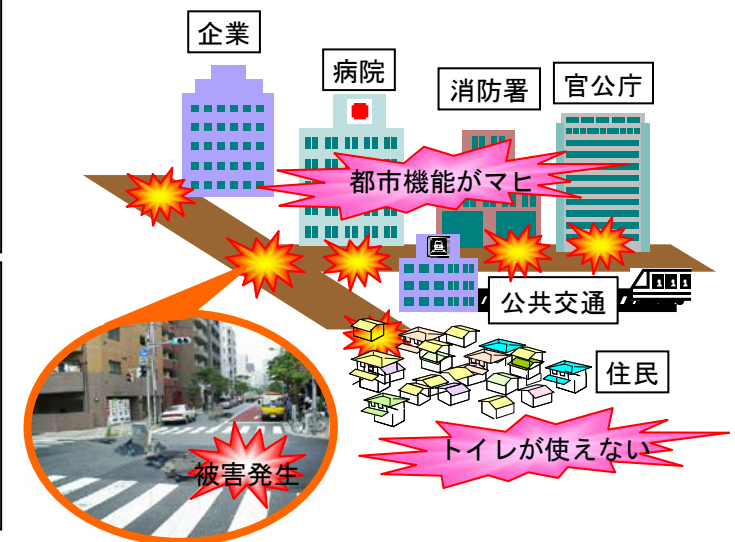 企業
病院
消防署
官公庁
都市機能がマヒ
公共交通
住民
トイレが使えない
被害発生